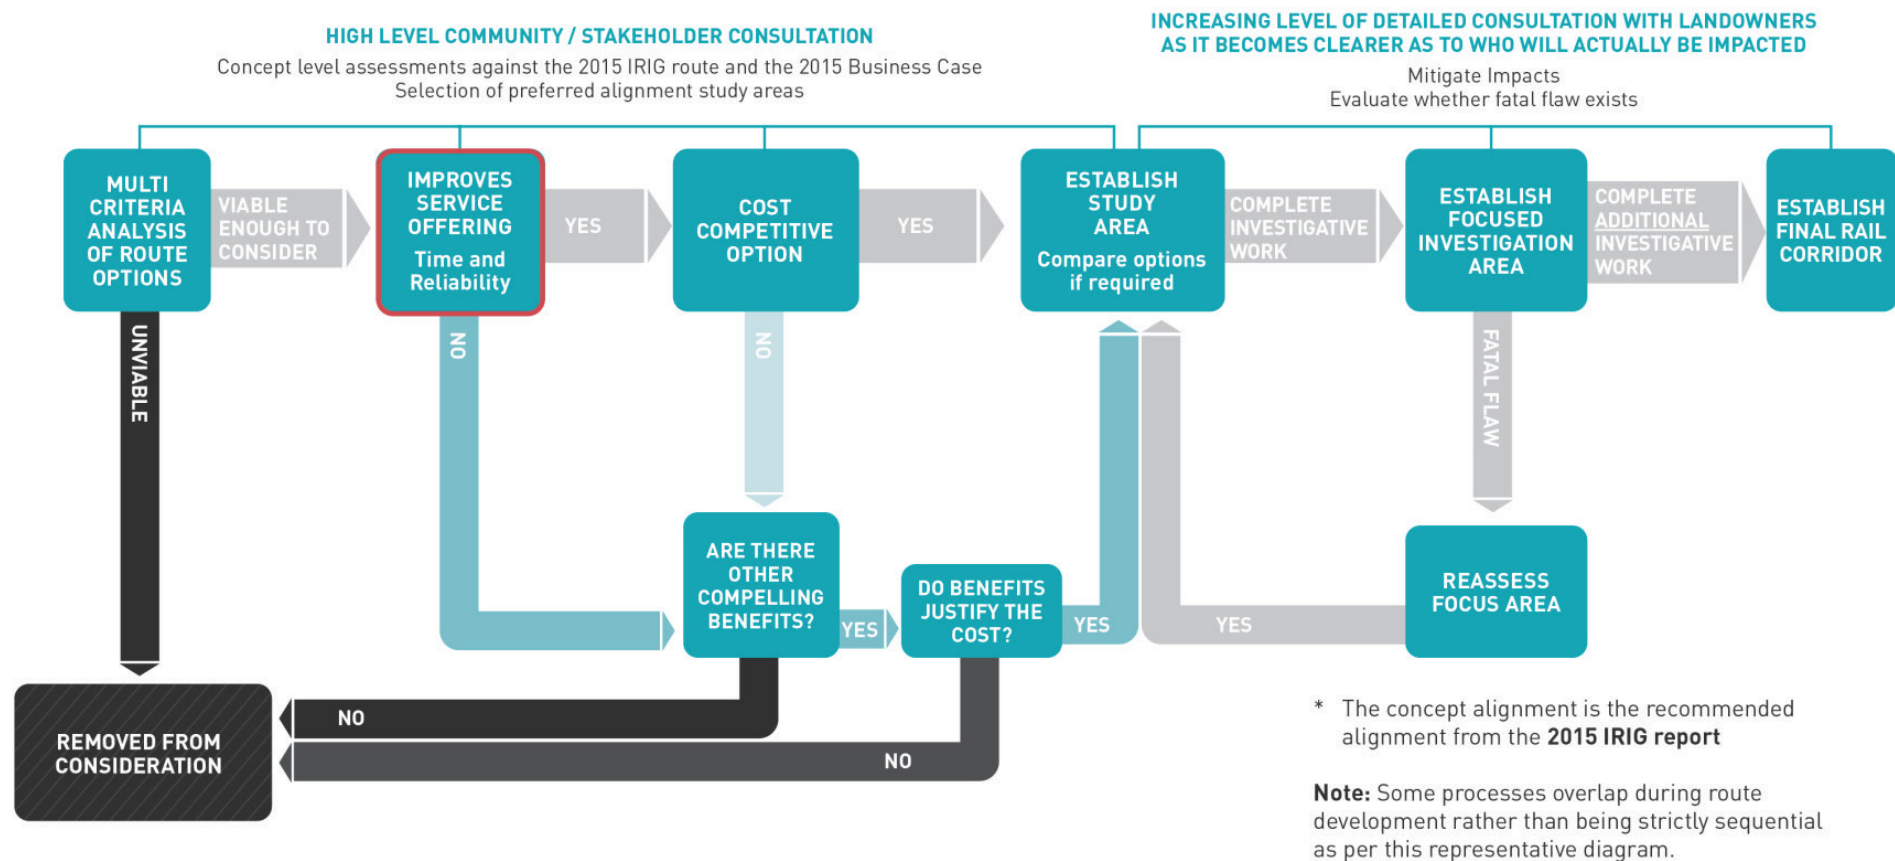 HIGH LEVEL COMMUNITY / STAKEHOLDER CONSULTATION
Concept level assessments against the 2015 IRIG route and the 2015 Business Case
Selection of preferred alignment study areas
INCREASING LEVEL OF DETAILED CONSULTATION WITH LANDOWNERS
AS IT BECOMES CLEARER AS TO WHO WILL ACTUALLY BE IMPACTED
Mitigate Impacts
Evaluate whether fatal flaw exists
MULTI
CRITERIA
ANALYSIS
OF ROUTE
OPTIONS
VIABLE
ENOUGH TO
CONSIDER
IMPROVES
SERVICE
OFFERING
Time and
Reliability
YES
COST
COMPETITIVE
OPTION
YES
ESTABLISH
STUDY
AREA
Compare options
if required
COMPLETE
INVESTIGATIVE
WORK
ESTABLISH
FOCUSED
INVESTIGATION
AREA
COMPLETE
ADDITIONAL
INVESTIGATIVE
WORK
ESTABLISH
FINAL RAIL
CORRIDOR
UNVIABLE
NO
NO
FATAL FLAW
ARE THERE
OTHER
COMPELLING
BENEFITS?
YES
DO BENEFITS
JUSTIFY THE
COST?
YES
YES
REASSESS
FOCUS AREA
REMOVED FROM
CONSIDERATION
NO
NO
* The concept alignment is the recommended
alignment from the 2015 IRIG report
Note: Some processes overlap during route
development rather than being strictly sequential
as per this representative diagram.